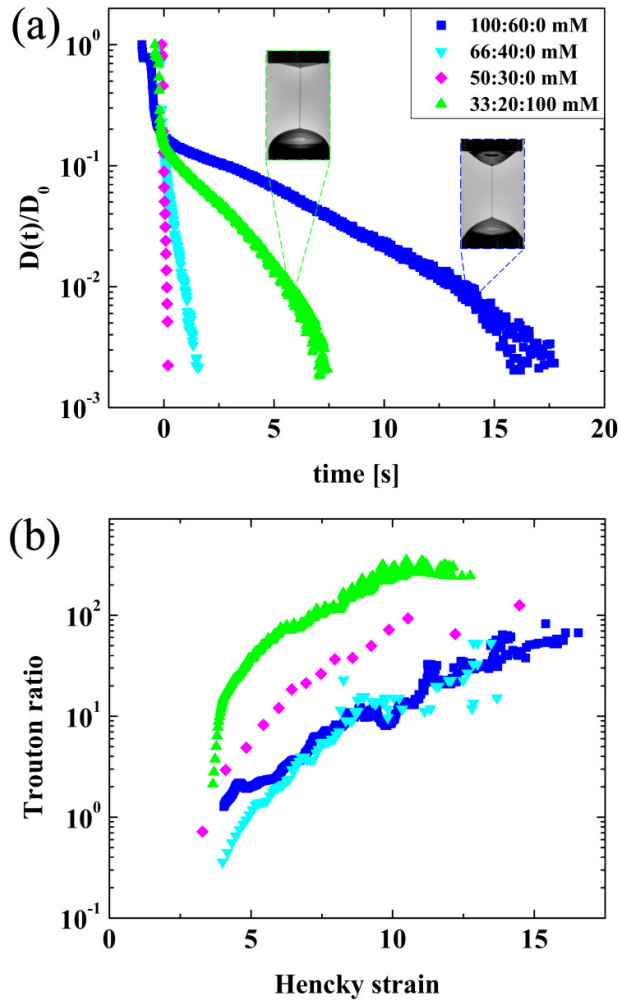 (a)
10⁰
10⁻¹
10⁻²
10⁻³
D(t)/D₀
100:60:0 mM
66:40:0 mM
50:30:0 mM
33:20:100 mM
0 5 10 15 20
time [s]
(b)
10²
10¹
10⁰
10⁻¹
Trouton ratio
0 5 10 15
Hencky strain